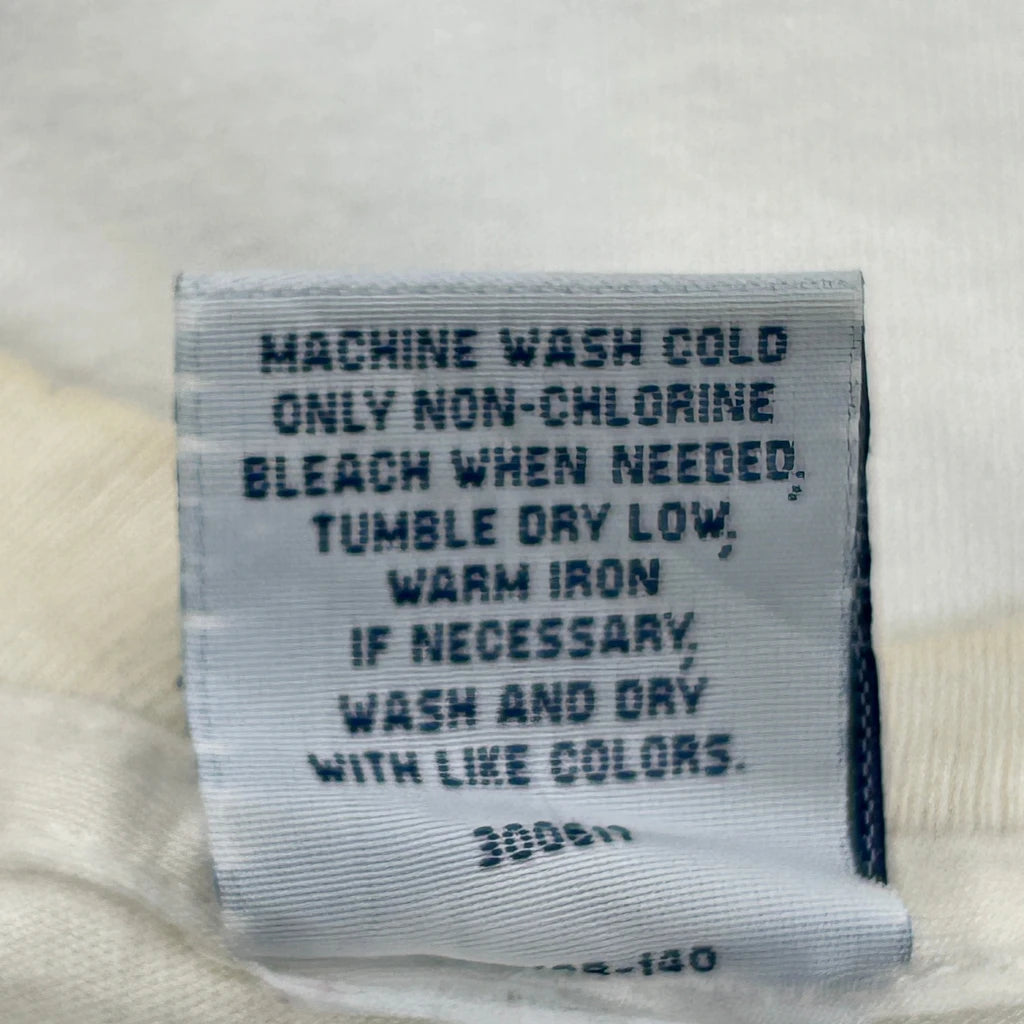 MACHINE WASH COLD
ONLY NON-CHLORINE
BLEACH WHEN NEEDED,
TUMBLE DRY LOW,
WARM IRON
IF NECESSARY,
WASH AND DRY
WITH LIKE COLORS.